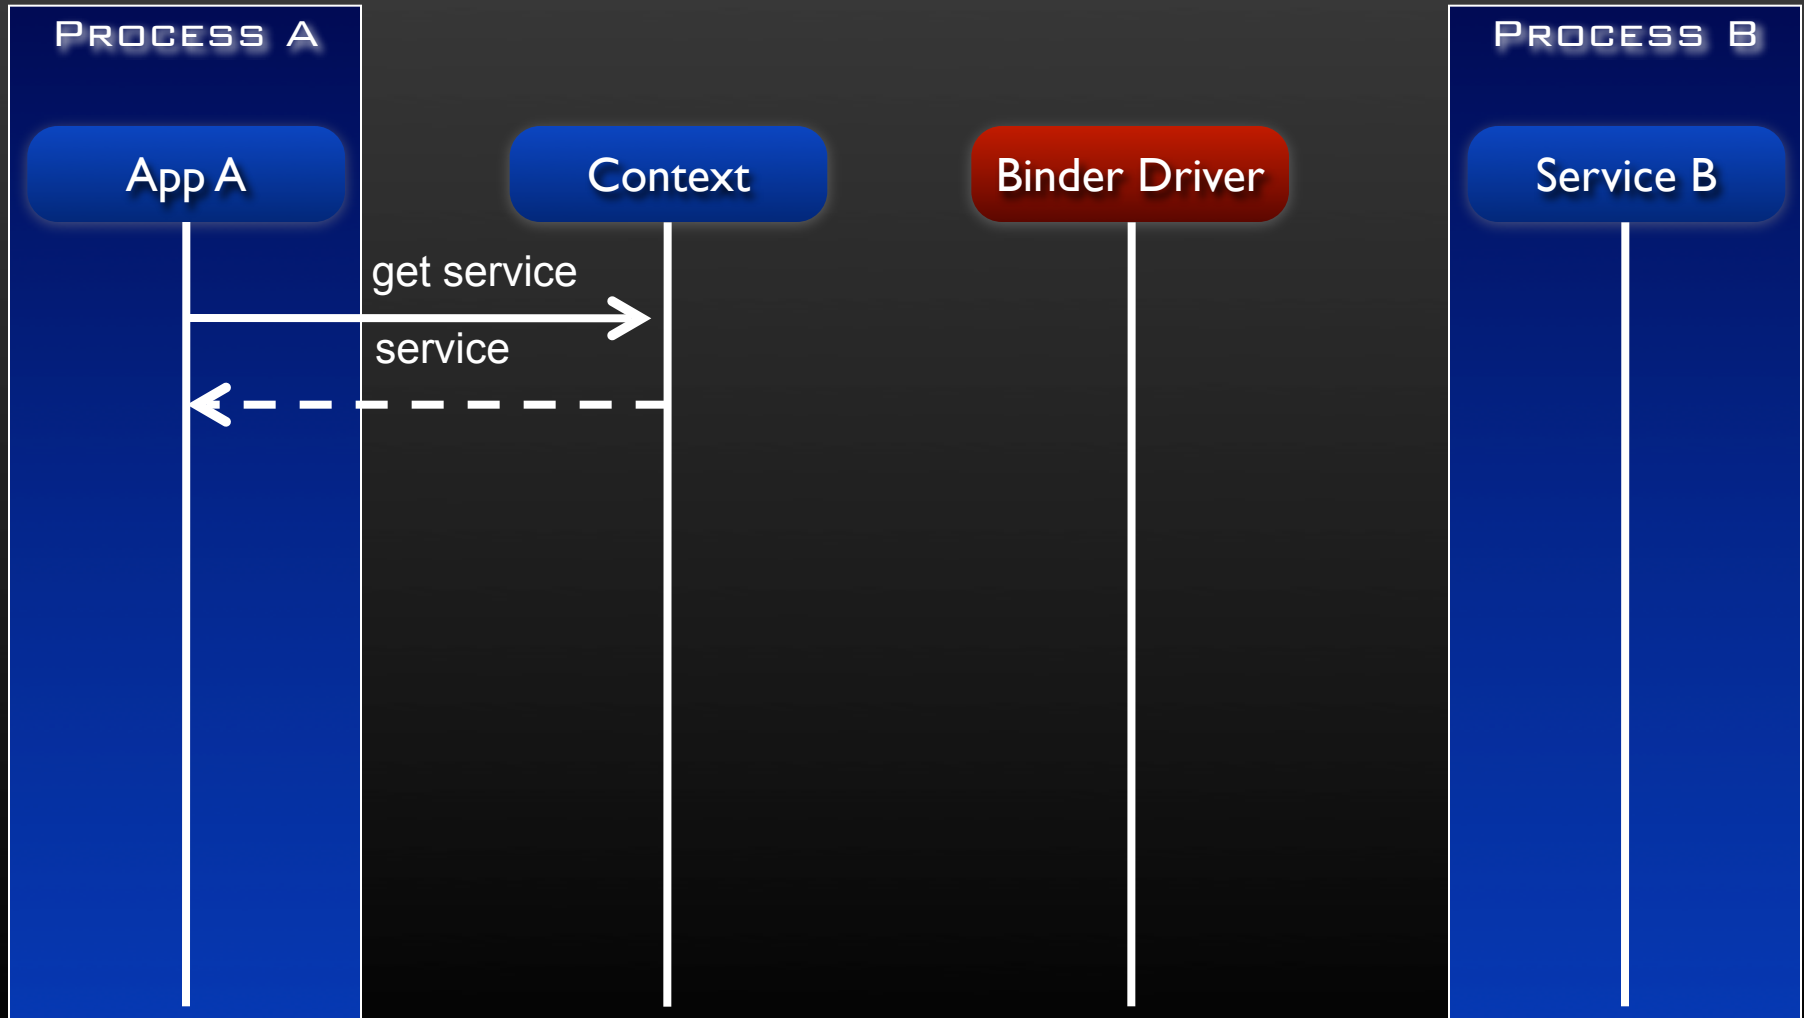 PROCESS A
PROCESS B
App A
Context
Binder Driver
Service B
get service
service